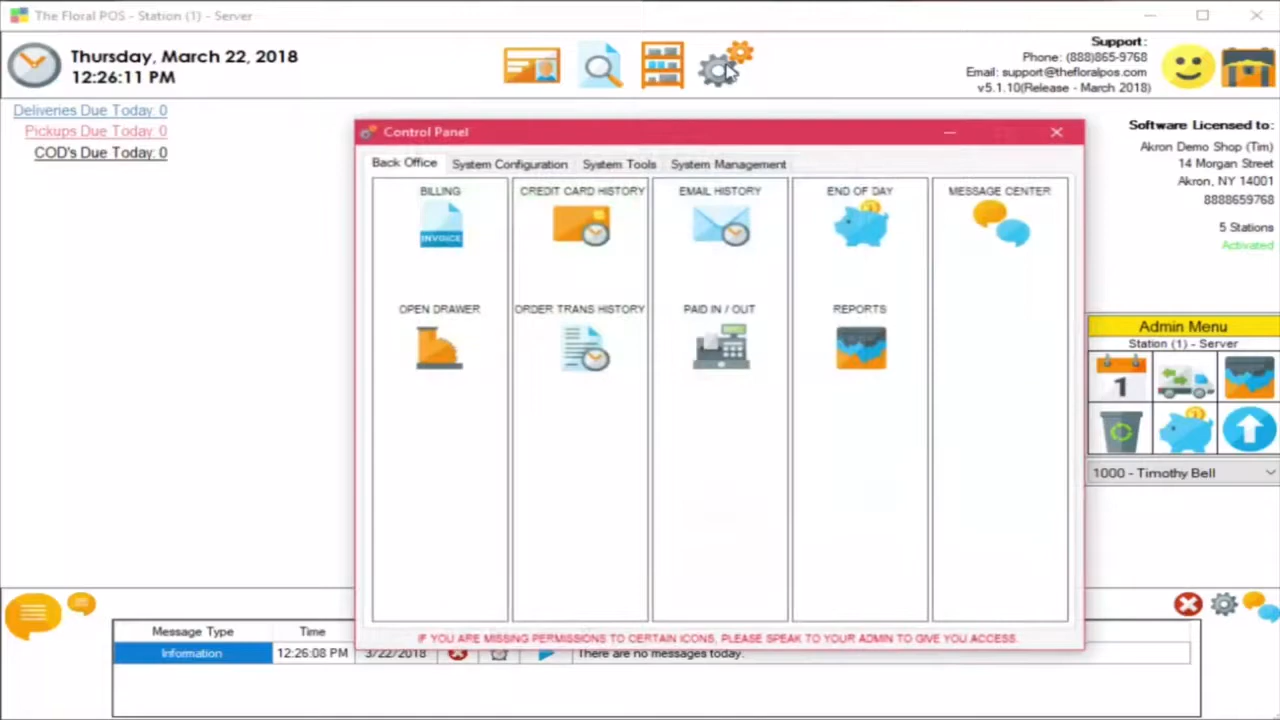 The Floral POS - Station (1) - Server
Thursday, March 22, 2018
12:26:11 PM
Support:
Phone: (888)865-9768
Email: support@thefloralpos.com
v5.1.10(Release - March 2018)
Deliveries Due Today: 0
Pickups Due Today: 0
COD's Due Today: 0
Software Licensed to:
Akron Demo Shop (Tim)
14 Morgan Street
Akron, NY 14001
8888659768
5 Stations
Activated
Control Panel
Back Office System Configuration System Tools System Management
BILLING CREDIT CARD HISTORY EMAIL HISTORY END OF DAY MESSAGE CENTER
INVOICE
OPEN DRAWER ORDER TRANS HISTORY PAID IN / OUT REPORTS
IF YOU ARE MISSING PERMISSIONS TO CERTAIN ICONS, PLEASE SPEAK TO YOUR ADMIN TO GIVE YOU ACCESS.
Admin Menu
Station (1) - Server
1
1000 - Timothy Bell
Message Type Time
Information 12:26:08 PM 3/22/2018 There are no messages today.